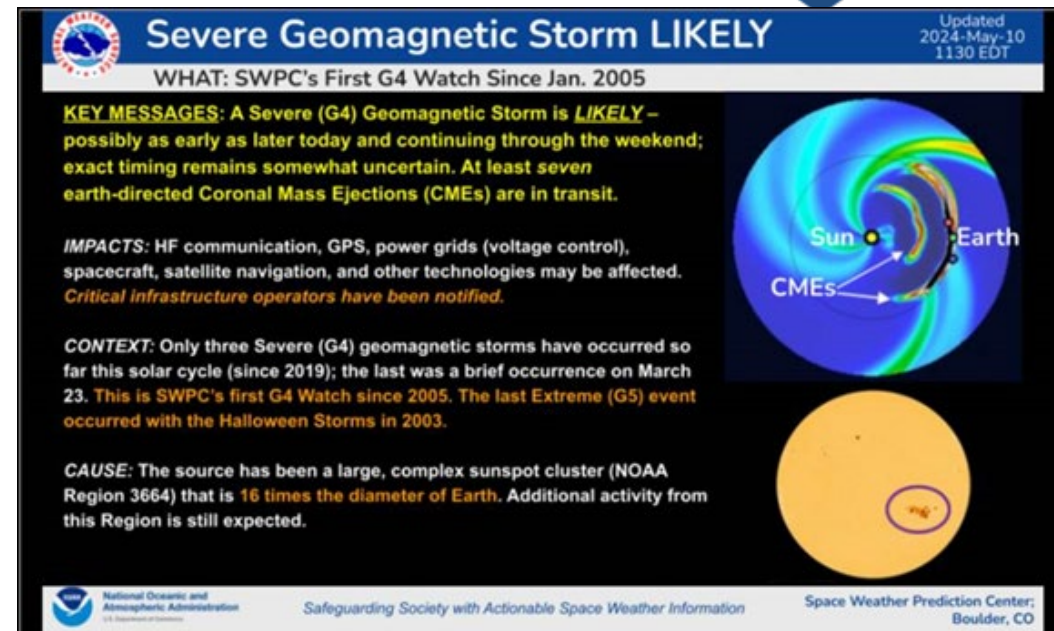 Severe Geomagnetic Storm LIKELY
Updated
2024-May-10
1130 EDT
WHAT: SWPC's First G4 Watch Since Jan. 2005
KEY MESSAGES: A Severe (G4) Geomagnetic Storm is LIKELY –
possibly as early as later today and continuing through the weekend;
exact timing remains somewhat uncertain. At least seven
earth-directed Coronal Mass Ejections (CMEs) are in transit.
IMPACTS: HF communication, GPS, power grids (voltage control),
spacecraft, satellite navigation, and other technologies may be affected.
Critical infrastructure operators have been notified.
CONTEXT: Only three Severe (G4) geomagnetic storms have occurred so
far this solar cycle (since 2019); the last was a brief occurrence on March
23. This is SWPC's first G4 Watch since 2005. The last Extreme (G5) event
occurred with the Halloween Storms in 2003.
CAUSE: The source has been a large, complex sunspot cluster (NOAA
Region 3664) that is 16 times the diameter of Earth. Additional activity from
this Region is still expected.
Sun
Earth
CMEs
National Oceanic and
Atmospheric Administration
U.S. Department of Commerce
Safeguarding Society with Actionable Space Weather Information
Space Weather Prediction Center;
Boulder, CO